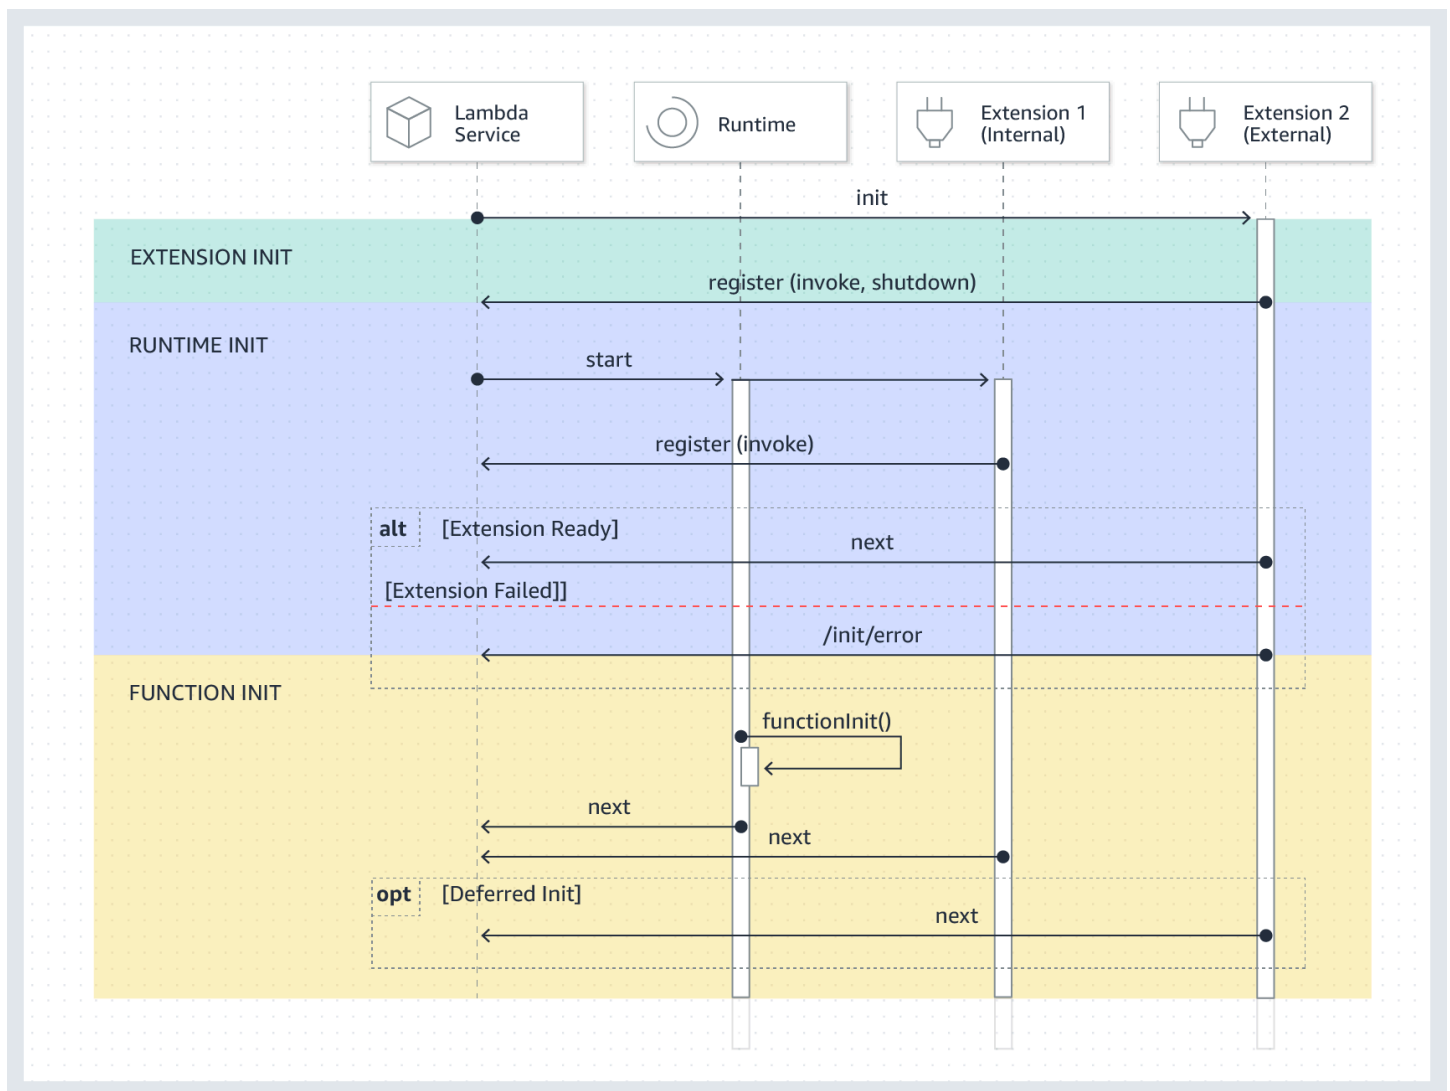 Lambda
Service
Runtime
Extension 1
(Internal)
Extension 2
(External)
init
EXTENSION INIT
register (invoke, shutdown)
RUNTIME INIT
start
register (invoke)
alt [Extension Ready]
next
[Extension Failed]]
/init/error
FUNCTION INIT
functionInit()
next
next
opt [Deferred Init]
next